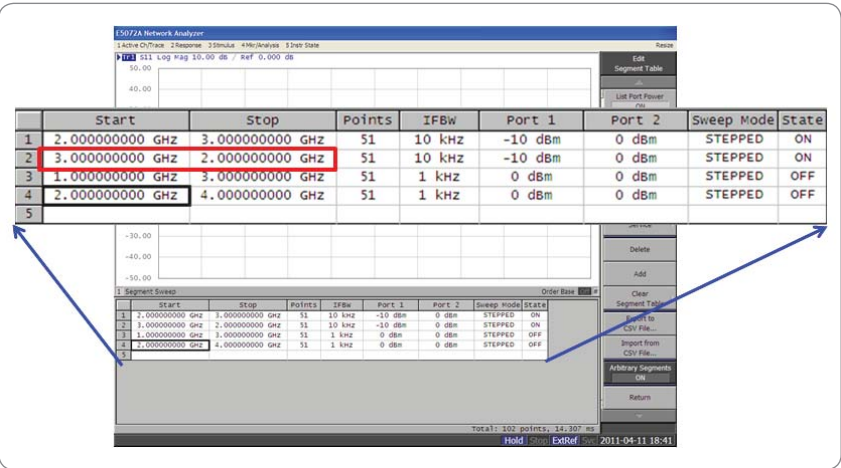 E5072A Network Analyzer
1 Active Ch/Trace 2 Response 3 Stimulus 4 Mkr/Analysis 5 Instr State
Resize
Tr1 S11 Log Mag 10.00 dB / Ref 0.000 dB
50.00
40.00
Edit
Segment Table
List Port Power
ON
Start Stop Points IFBW Port 1 Port 2 Sweep Mode State
1 2.000000000 GHz 3.000000000 GHz 51 10 kHz -10 dBm 0 dBm STEPPED ON
2 3.000000000 GHz 2.000000000 GHz 51 10 kHz -10 dBm 0 dBm STEPPED ON
3 1.000000000 GHz 3.000000000 GHz 51 1 kHz 0 dBm 0 dBm STEPPED OFF
4 2.000000000 GHz 4.000000000 GHz 51 1 kHz 0 dBm 0 dBm STEPPED OFF
5
-30.00
-40.00
-50.00
Delete
Add
Clear
Segment Table
Export to
CSV File...
Import from
CSV File...
Arbitrary Segments
ON
Return
1 Segment Sweep
Order Base Off
Start Stop Points IFBW Port 1 Port 2 Sweep Mode State
1 2.000000000 GHz 3.000000000 GHz 51 10 kHz -10 dBm 0 dBm STEPPED ON
2 3.000000000 GHz 2.000000000 GHz 51 10 kHz -10 dBm 0 dBm STEPPED ON
3 1.000000000 GHz 3.000000000 GHz 51 1 kHz 0 dBm 0 dBm STEPPED OFF
4 2.000000000 GHz 4.000000000 GHz 51 1 kHz 0 dBm 0 dBm STEPPED OFF
5
Total: 102 points, 14.307 ms
Hold Stop ExtRef Svc 2011-04-11 18:41